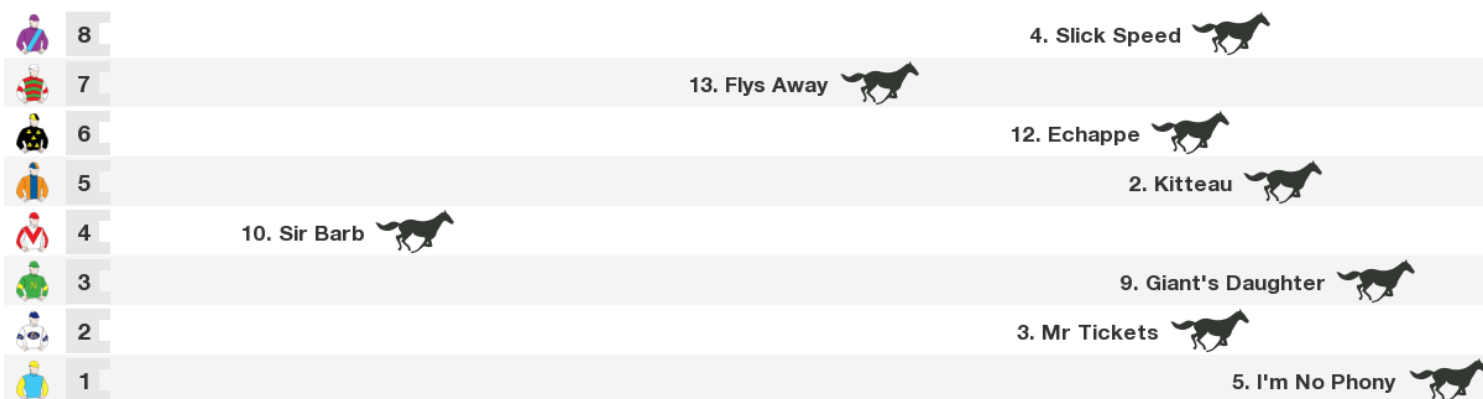 8 4. Slick Speed
7 13. Flys Away
6 12. Echappe
5 2. Kitteau
4 10. Sir Barb
N 3 9. Giant's Daughter
2 3. Mr Tickets
1 5. I'm No Phony